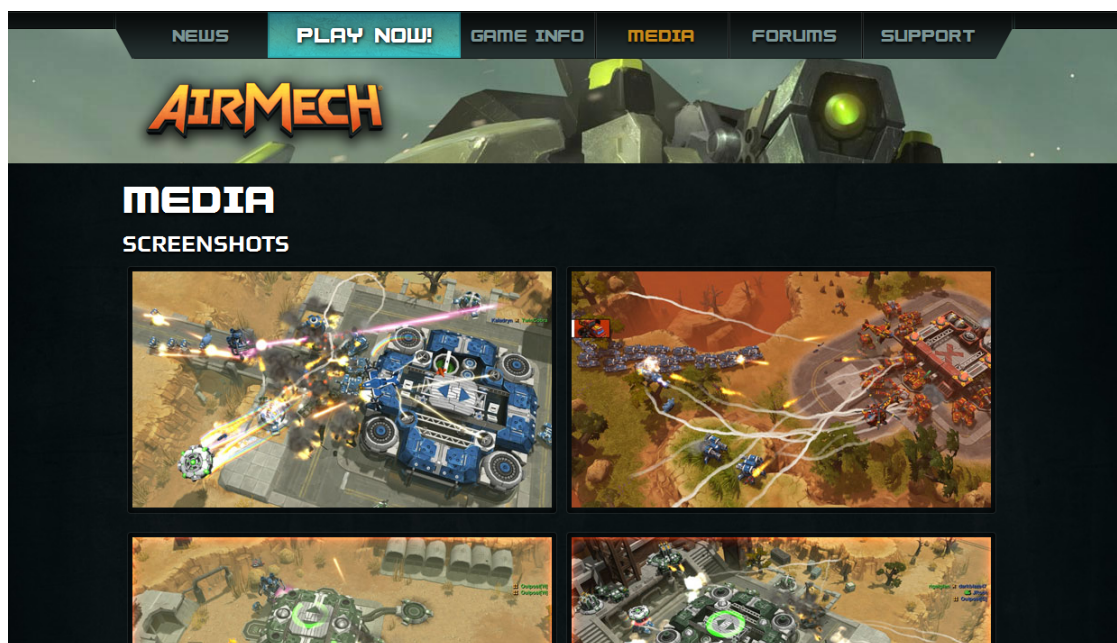 NEWS PLAY NOW! GAME INFO MEDIA FORUMS SUPPORT
AIRMECH
MEDIA
SCREENSHOTS